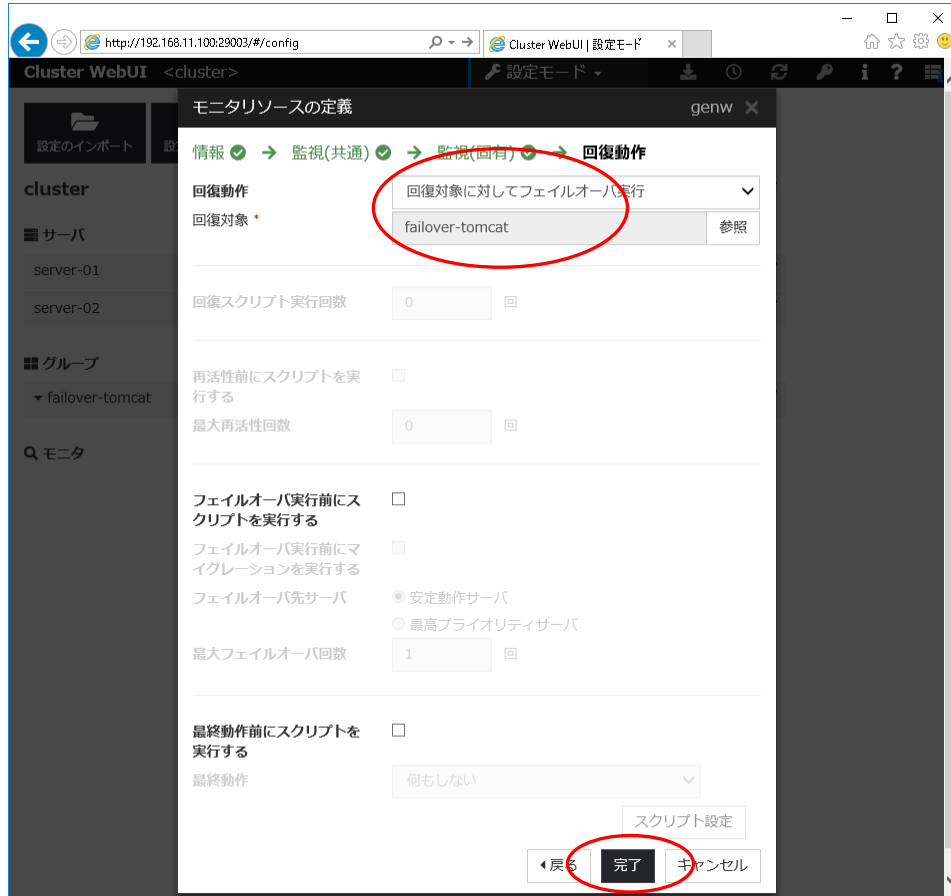 http://192.168.11.100:29003/#/config
Cluster WebUI | 設定モード
Cluster WebUI <cluster>
設定モード
モニタリソースの定義
genw
設定のインポート
設
情報 → 監視(共通) → 監視(固有) → 回復動作
cluster
回復動作
回復対象に対してフェイルオーバ実行
回復対象 *
failover-tomcat
参照
サーバ
server-01
server-02
回復スクリプト実行回数
0
回
グループ
failover-tomcat
再活性前にスクリプトを実
行する
最大再活性回数
0
回
モニタ
フェイルオーバ実行前にス
クリプトを実行する
フェイルオーバ実行前にマ
イグレーションを実行する
フェイルオーバ先サーバ
安定動作サーバ
最高プライオリティサーバ
最大フェイルオーバ回数
1
回
最終動作前にスクリプトを
実行する
最終動作
何もしない
スクリプト設定
戻る
完了
キャンセル